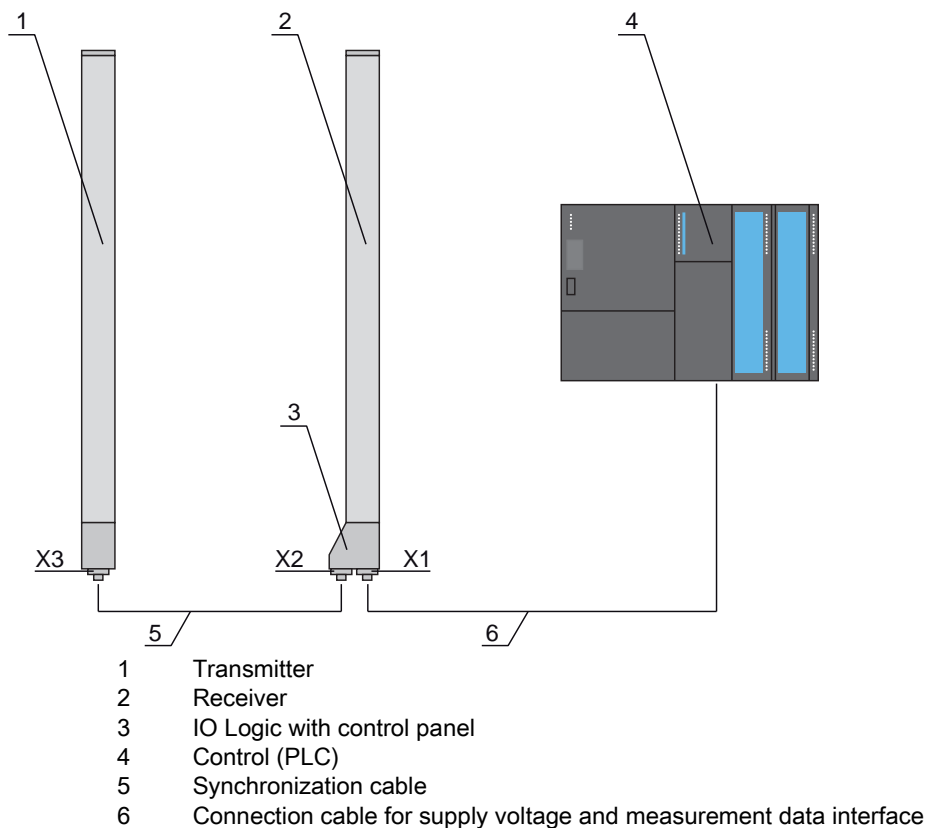 1
2
4
3
X3
X2
X1
5
6
1 Transmitter
2 Receiver
3 IO Logic with control panel
4 Control (PLC)
5 Synchronization cable
6 Connection cable for supply voltage and measurement data interface